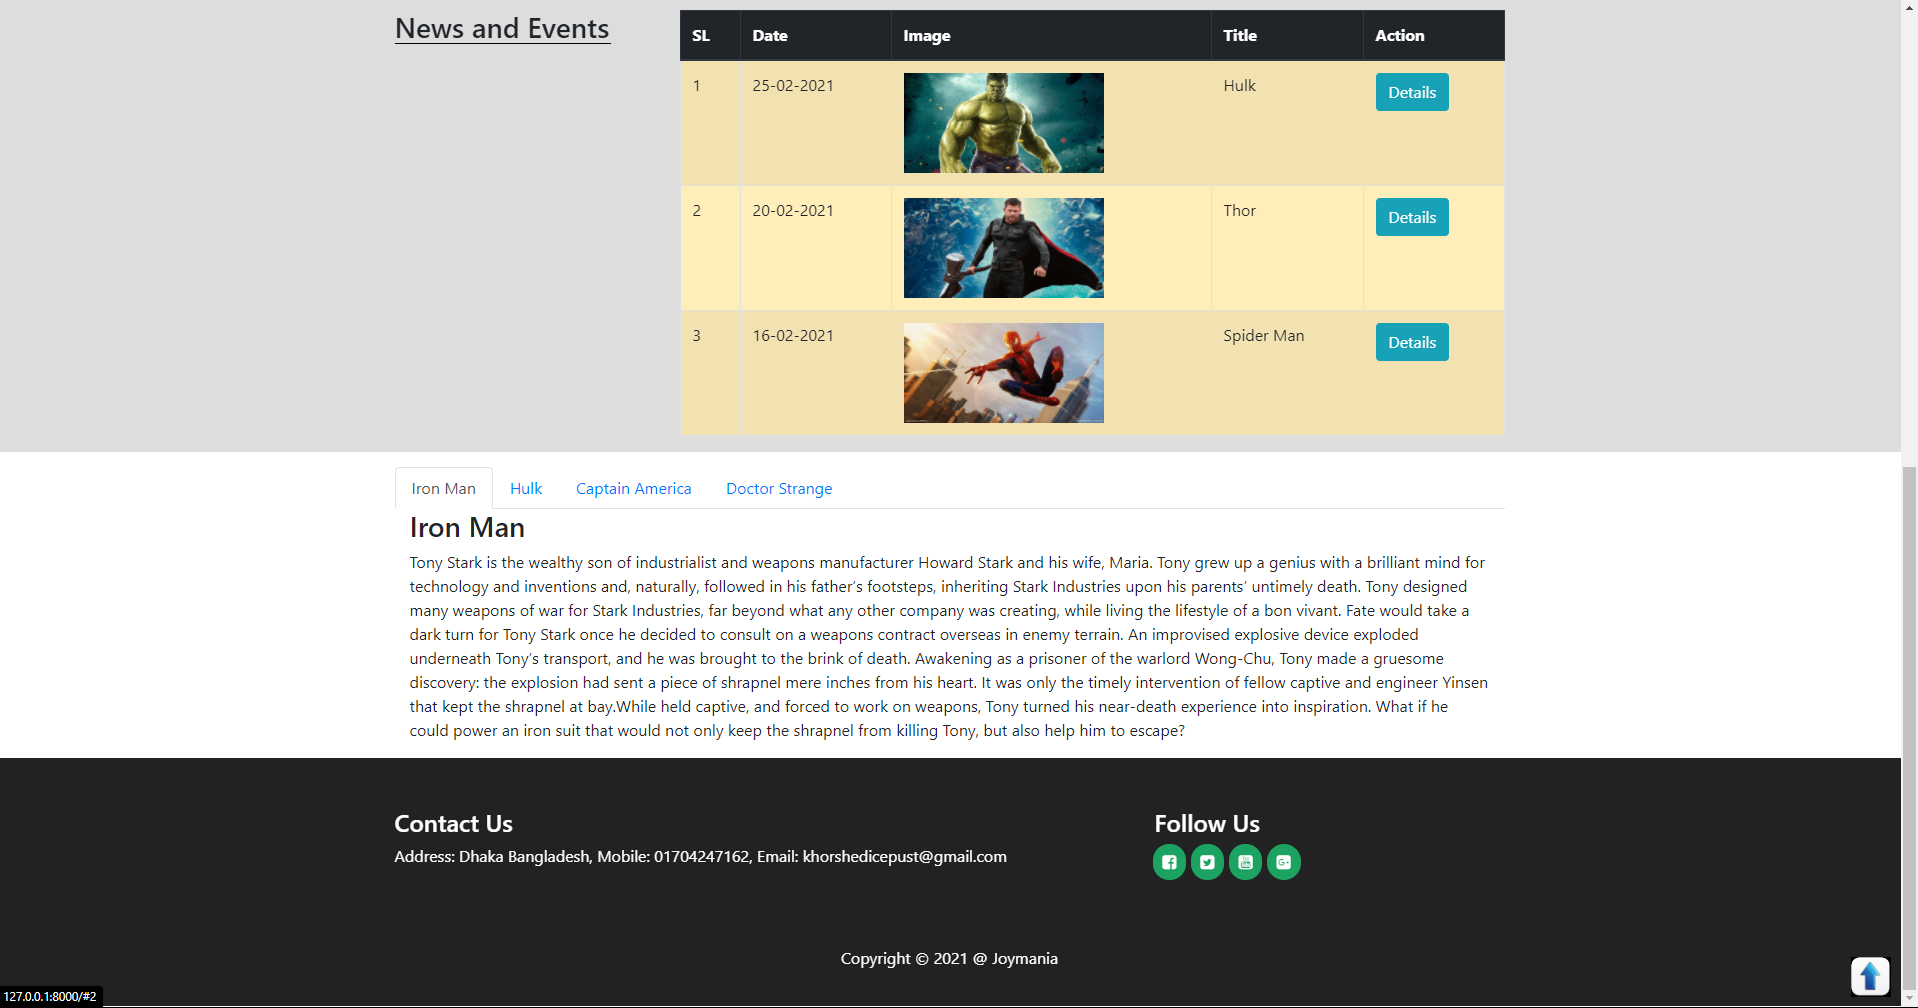 News and Events
SL Date Image Title Action
1 25-02-2021 Hulk Details
2 20-02-2021 Thor Details
3 16-02-2021 Spider Man Details
Iron Man Hulk Captain America Doctor Strange
Iron Man
Tony Stark is the wealthy son of industrialist and weapons manufacturer Howard Stark and his wife, Maria. Tony grew up a genius with a brilliant mind for
technology and inventions and, naturally, followed in his father’s footsteps, inheriting Stark Industries upon his parents’ untimely death. Tony designed
many weapons of war for Stark Industries, far beyond what any other company was creating, while living the lifestyle of a bon vivant. Fate would take a
dark turn for Tony Stark once he decided to consult on a weapons contract overseas in enemy terrain. An improvised explosive device exploded
underneath Tony’s transport, and he was brought to the brink of death. Awakening as a prisoner of the warlord Wong-Chu, Tony made a gruesome
discovery: the explosion had sent a piece of shrapnel mere inches from his heart. It was only the timely intervention of fellow captive and engineer Yinsen
that kept the shrapnel at bay.While held captive, and forced to work on weapons, Tony turned his near-death experience into inspiration. What if he
could power an iron suit that would not only keep the shrapnel from killing Tony, but also help him to escape?
Contact Us
Address: Dhaka Bangladesh, Mobile: 01704247162, Email: khorshedicepust@gmail.com
Follow Us
Copyright © 2021 @ Joymania
127.0.0.1:8000/#2